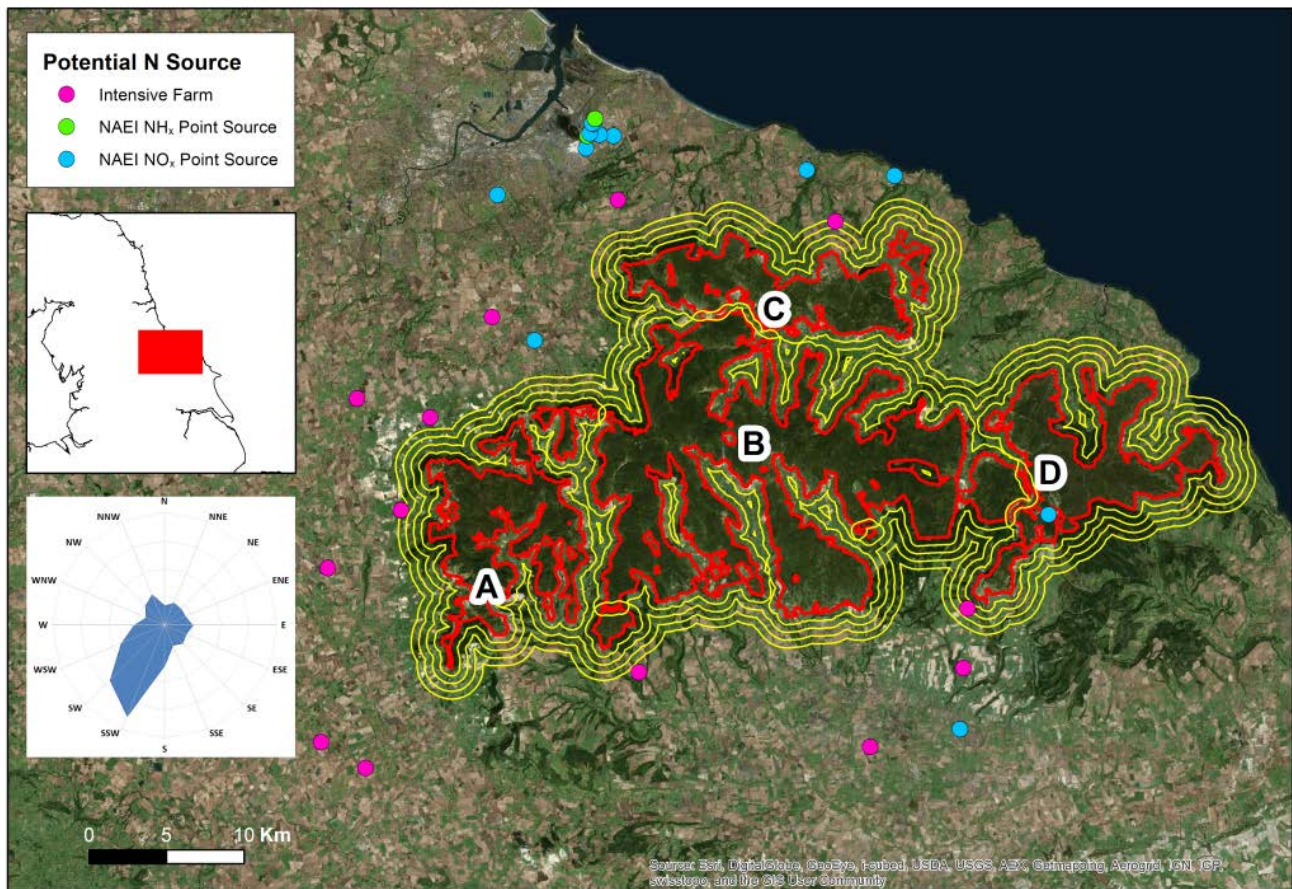 Potential N Source
Intensive Farm
NAEI NHx Point Source
NAEI NOx Point Source
C
B
D
A
N
NNW
NNE
NW
NE
WNW
ENE
W
E
WSW
ESE
SW
SE
SSW
SSE
S
0 5 10 Km
Source: Esri, DigitalGlobe, GeoEye, i-cubed, USDA, USGS, AEX, Getmapping, Aerogrid, IGN, IGP,
swisstopo, and the GIS User Community